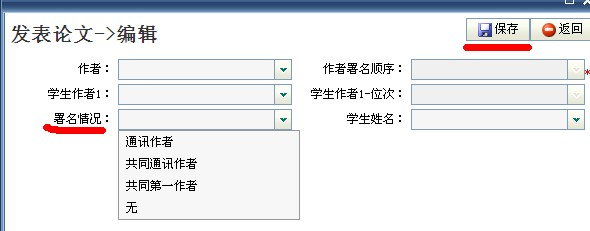 发表论文->编辑
保存
返回
作者：
作者署名顺序：
*
学生作者1：
学生作者1-位次：
署名情况：
学生姓名：
通讯作者
共同通讯作者
共同第一作者
无